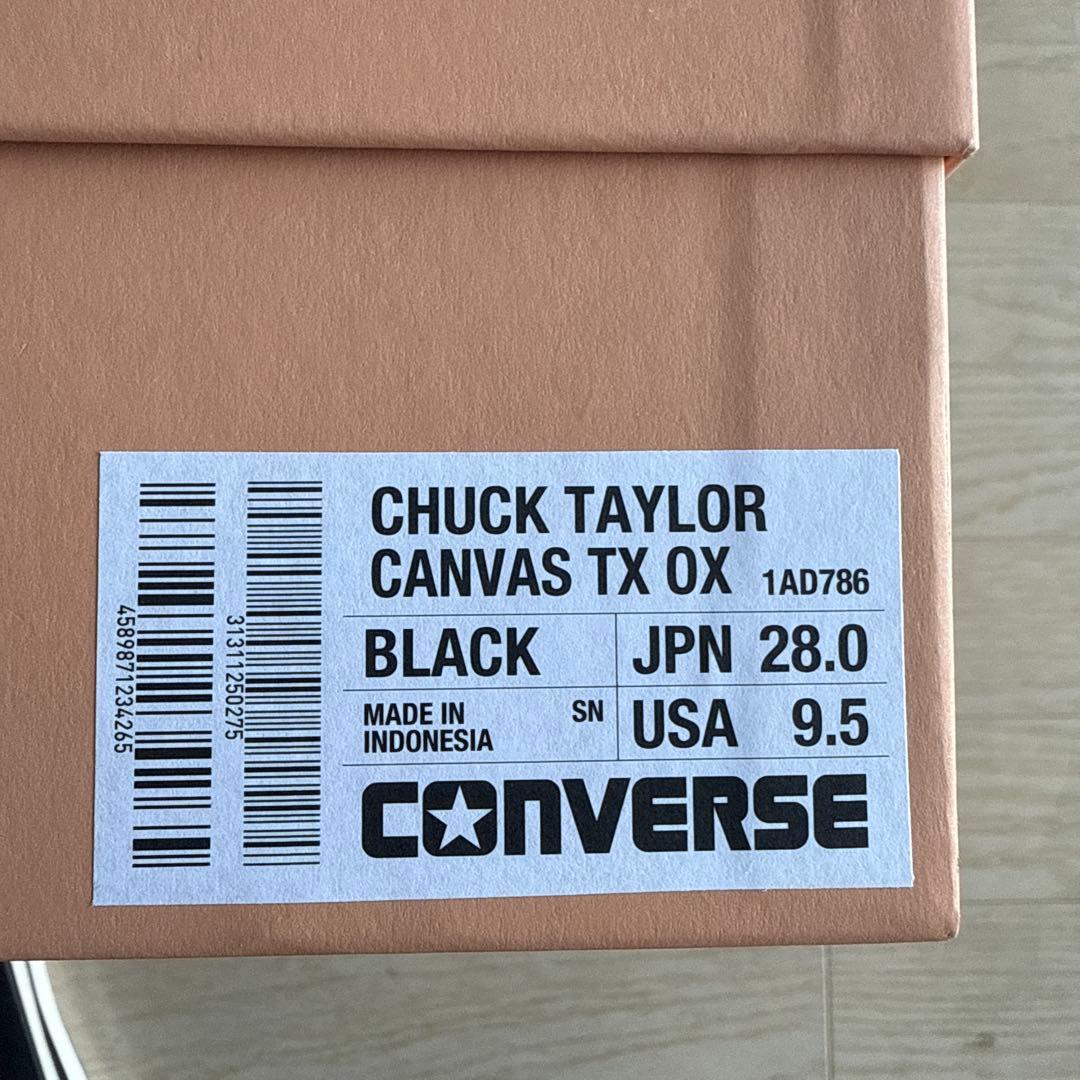 CHUCK TAYLOR
CANVAS TX OX 1AD786
BLACK JPN 28.0
MADE IN INDONESIA SN USA 9.5
CONVERSE
4589871234265
31311250275